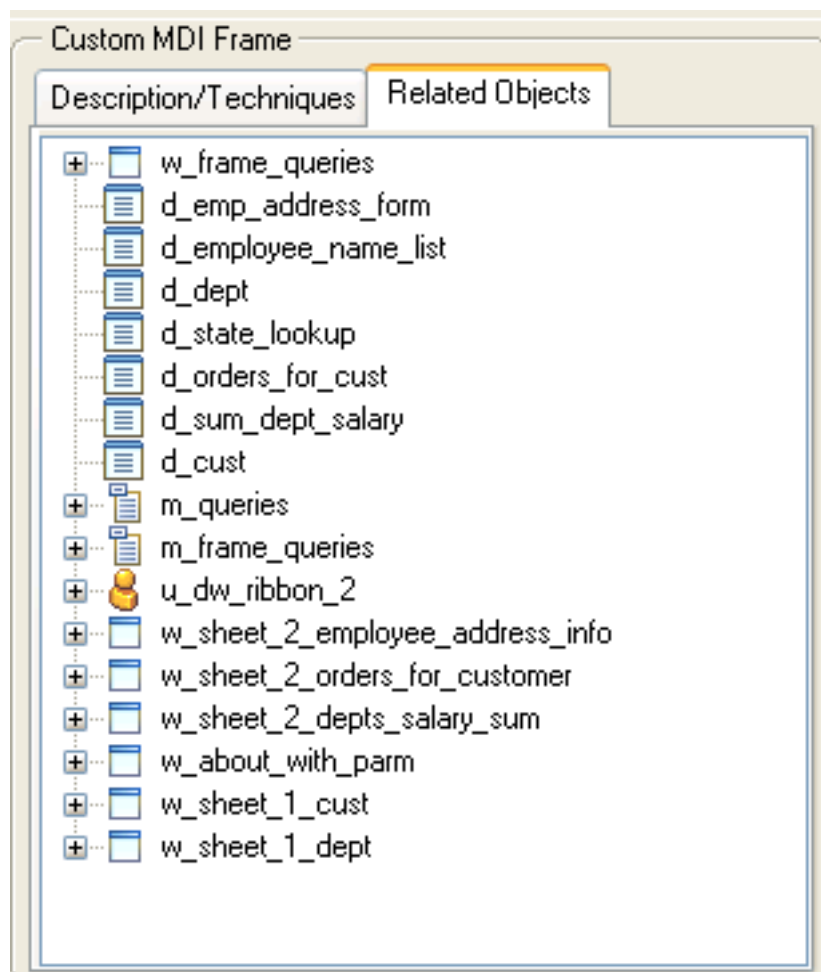 Custom MDI Frame
Description/Techniques Related Objects
w_frame_queries
d_emp_address_form
d_employee_name_list
d_dept
d_state_lookup
d_orders_for_cust
d_sum_dept_salary
d_cust
m_queries
m_frame_queries
u_dw_ribbon_2
w_sheet_2_employee_address_info
w_sheet_2_orders_for_customer
w_sheet_2_depts_salary_sum
w_about_with_parm
w_sheet_1_cust
w_sheet_1_dept